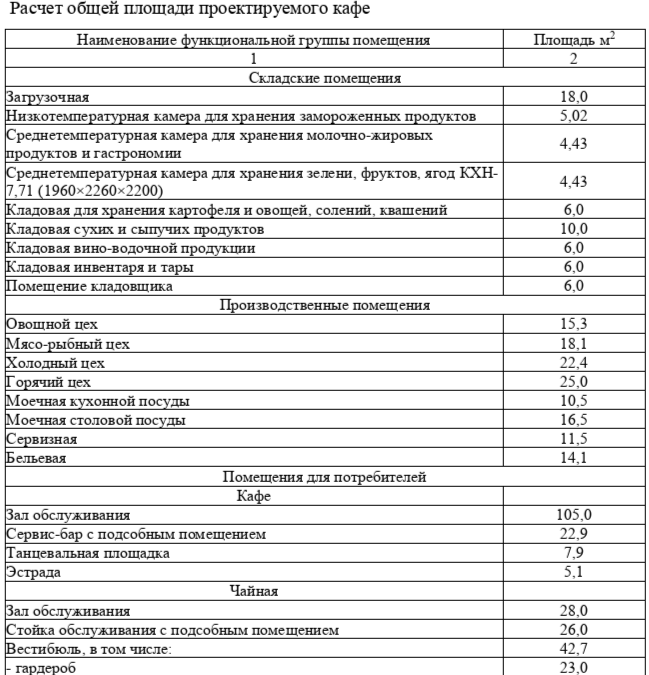 Расчет общей площади проектируемого кафе
Наименование функциональной группы помещения Площадь м²
1 2
Складские помещения
Загрузочная 18,0
Низкотемпературная камера для хранения замороженных продуктов 5,02
Среднетемпературная камера для хранения молочно-жировых
продуктов и гастрономии 4,43
Среднетемпературная камера для хранения зелени, фруктов, ягод КХН-
7,71 (1960×2260×2200) 4,43
Кладовая для хранения картофеля и овощей, солений, квашений 6,0
Кладовая сухих и сыпучих продуктов 10,0
Кладовая вино-водочной продукции 6,0
Кладовая инвентаря и тары 6,0
Помещение кладовщика 6,0
Производственные помещения
Овощной цех 15,3
Мясо-рыбный цех 18,1
Холодный цех 22,4
Горячий цех 25,0
Моечная кухонной посуды 10,5
Моечная столовой посуды 16,5
Сервизная 11,5
Бельевая 14,1
Помещения для потребителей
Кафе
Зал обслуживания 105,0
Сервис-бар с подсобным помещением 22,9
Танцевальная площадка 7,9
Эстрада 5,1
Чайная
Зал обслуживания 28,0
Стойка обслуживания с подсобным помещением 26,0
Вестибюль, в том числе: 42,7
- гардероб 23,0